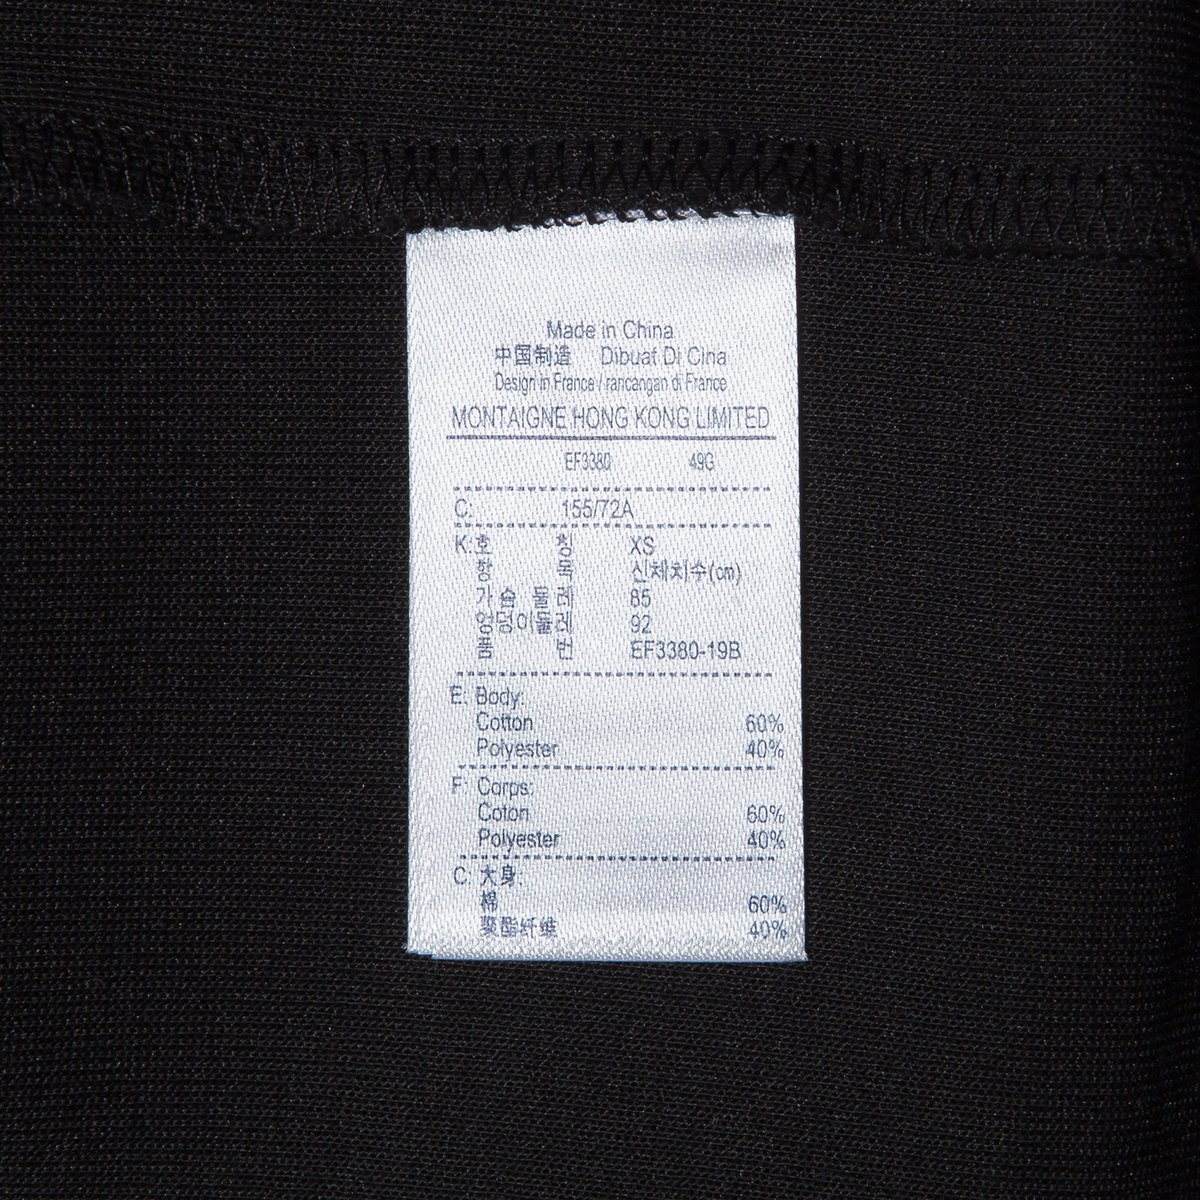 Made in China
中国制造 Dibuat Di Cina
Design in France / rancangan di France
MONTAIGNE HONG KONG LIMITED
EF3380 49G
C: 155/72A
K: 호 칭 XS
항 목 신체치수(cm)
가슴둘레 85
엉덩이둘레 92
품 번 EF3380-19B
E: Body:
Cotton 60%
Polyester 40%
F: Corps:
Coton 60%
Polyester 40%
C: 大身:
棉 60%
聚酯纤维 40%